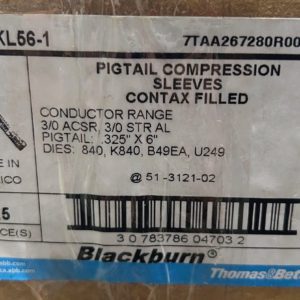 KL56-1
7TAA267280R00
PIGTAIL COMPRESSION
SLEEVES
CONTAX FILLED
CONDUCTOR RANGE
3/0 ACSR, 3/0 STR AL
PIGTAIL: .325" X 6"
DIES: 840, K840, B49EA, U249
E IN
ICO
@ 51-3121-02
5
CE(S)
Blackburn®
3 0 783786 04703 2
Thomas&Bet